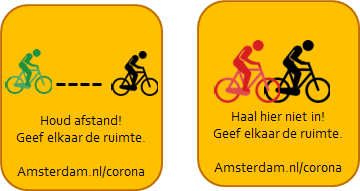 Houd afstand!
Geef elkaar de ruimte.
Amsterdam.nl/corona
Haal hier niet in!
Geef elkaar de ruimte.
Amsterdam.nl/corona